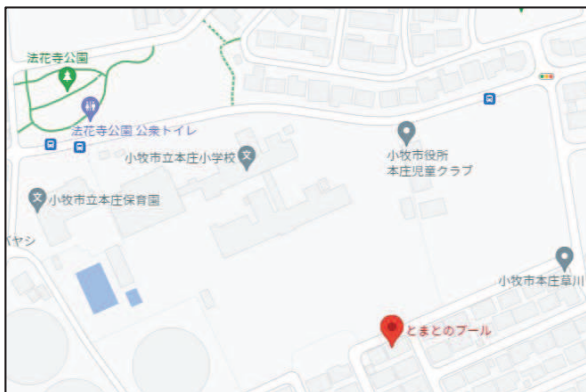 法花寺公園
法花寺公園 公衆トイレ
小牧市立本庄小学校
小牧市役所
本庄児童クラブ
小牧市立本庄保育園
バヤシ
小牧市本庄草川
とまとのプール